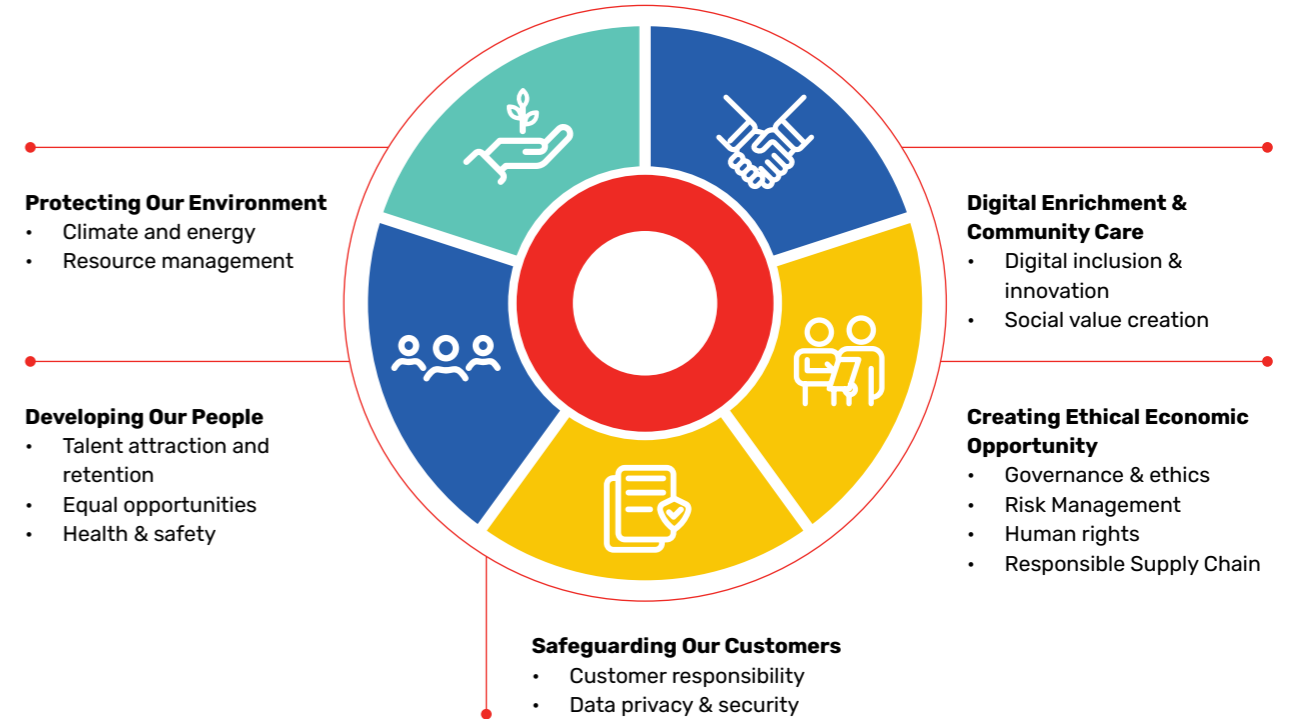 Protecting Our Environment
• Climate and energy
• Resource management
Developing Our People
• Talent attraction and
retention
• Equal opportunities
• Health & safety
Digital Enrichment &
Community Care
• Digital inclusion &
innovation
• Social value creation
Creating Ethical Economic
Opportunity
• Governance & ethics
• Risk Management
• Human rights
• Responsible Supply Chain
Safeguarding Our Customers
• Customer responsibility
• Data privacy & security